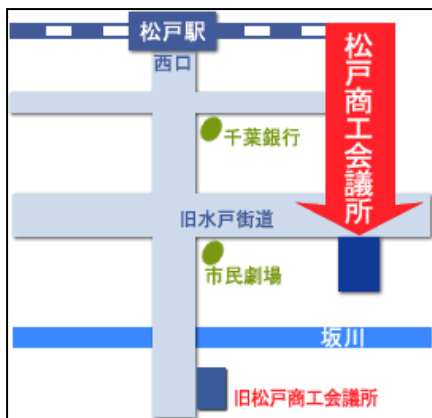 松戸駅
西口
松戸商工会議所
千葉銀行
旧水戸街道
市民劇場
坂川
旧松戸商工会議所